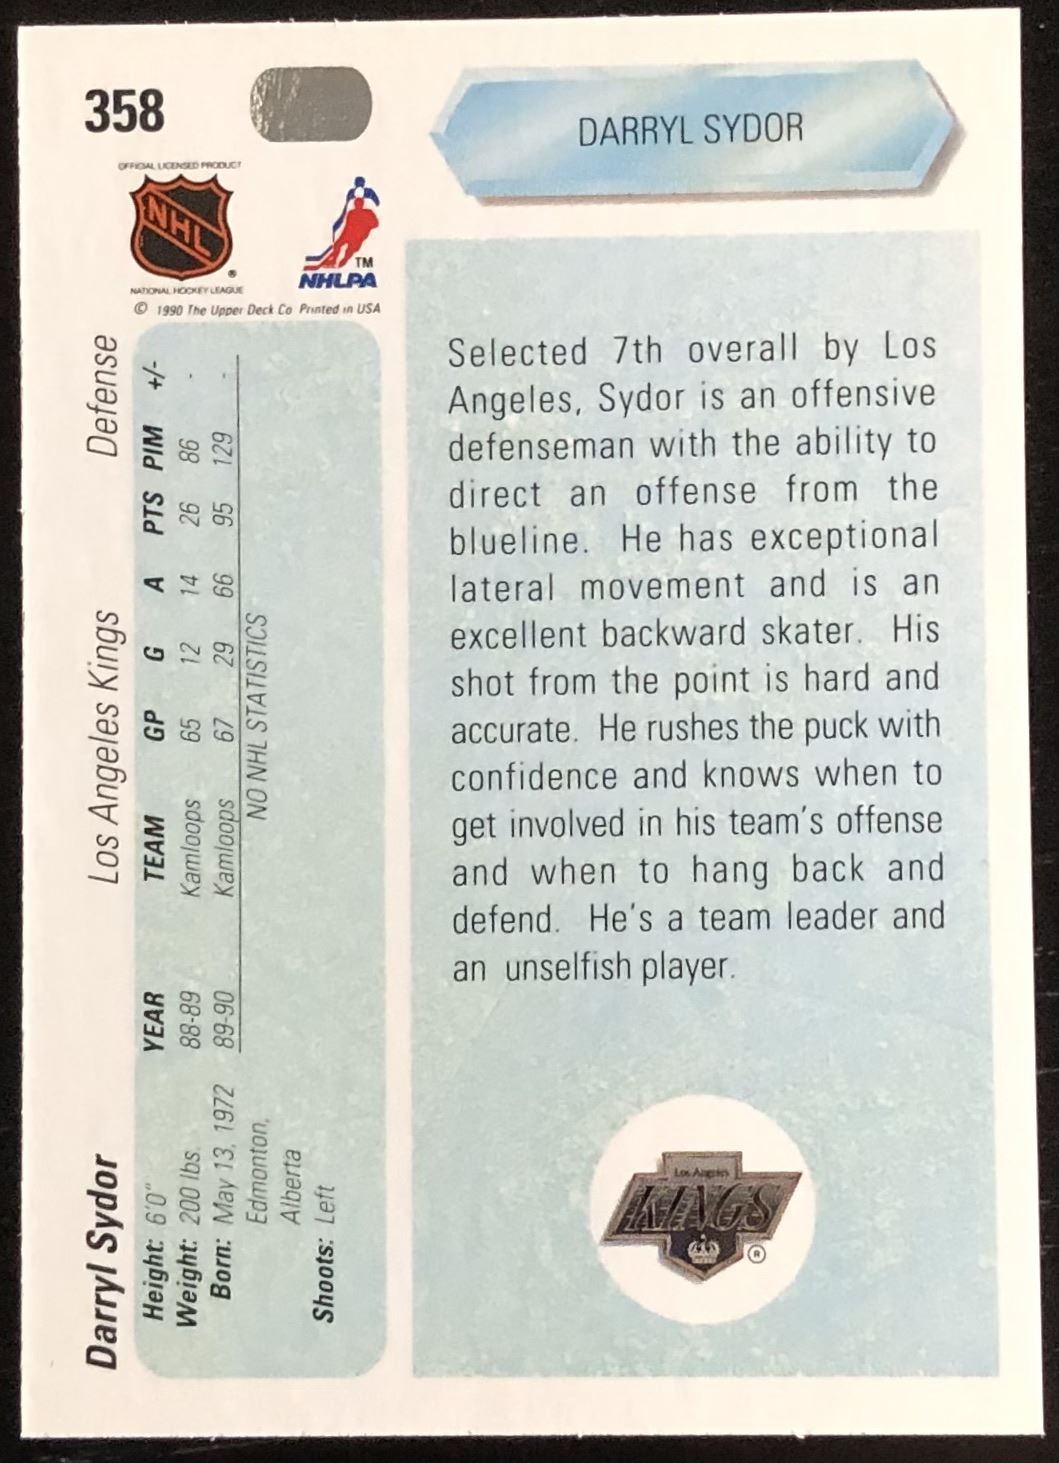 358
OFFICIAL LICENSED PRODUCT
NHL
®
NATIONAL HOCKEY LEAGUE
TM
NHLPA
© 1990 The Upper Deck Co Printed in USA
DARRYL SYDOR
Selected 7th overall by Los
Angeles, Sydor is an offensive
defenseman with the ability to
direct an offense from the
blueline. He has exceptional
lateral movement and is an
excellent backward skater. His
shot from the point is hard and
accurate. He rushes the puck with
confidence and knows when to
get involved in his team's offense
and when to hang back and
defend. He's a team leader and
an unselfish player.
Los Angeles
KINGS
®
Darryl Sydor Los Angeles Kings Defense
Height: 6'0"
Weight: 200 lbs.
Born: May 13, 1972
Edmonton,
Alberta
Shoots: Left
YEAR TEAM GP G A PTS PIM +/-
88-89 Kamloops 65 12 14 26 86 -
89-90 Kamloops 67 29 66 95 129 -
NO NHL STATISTICS